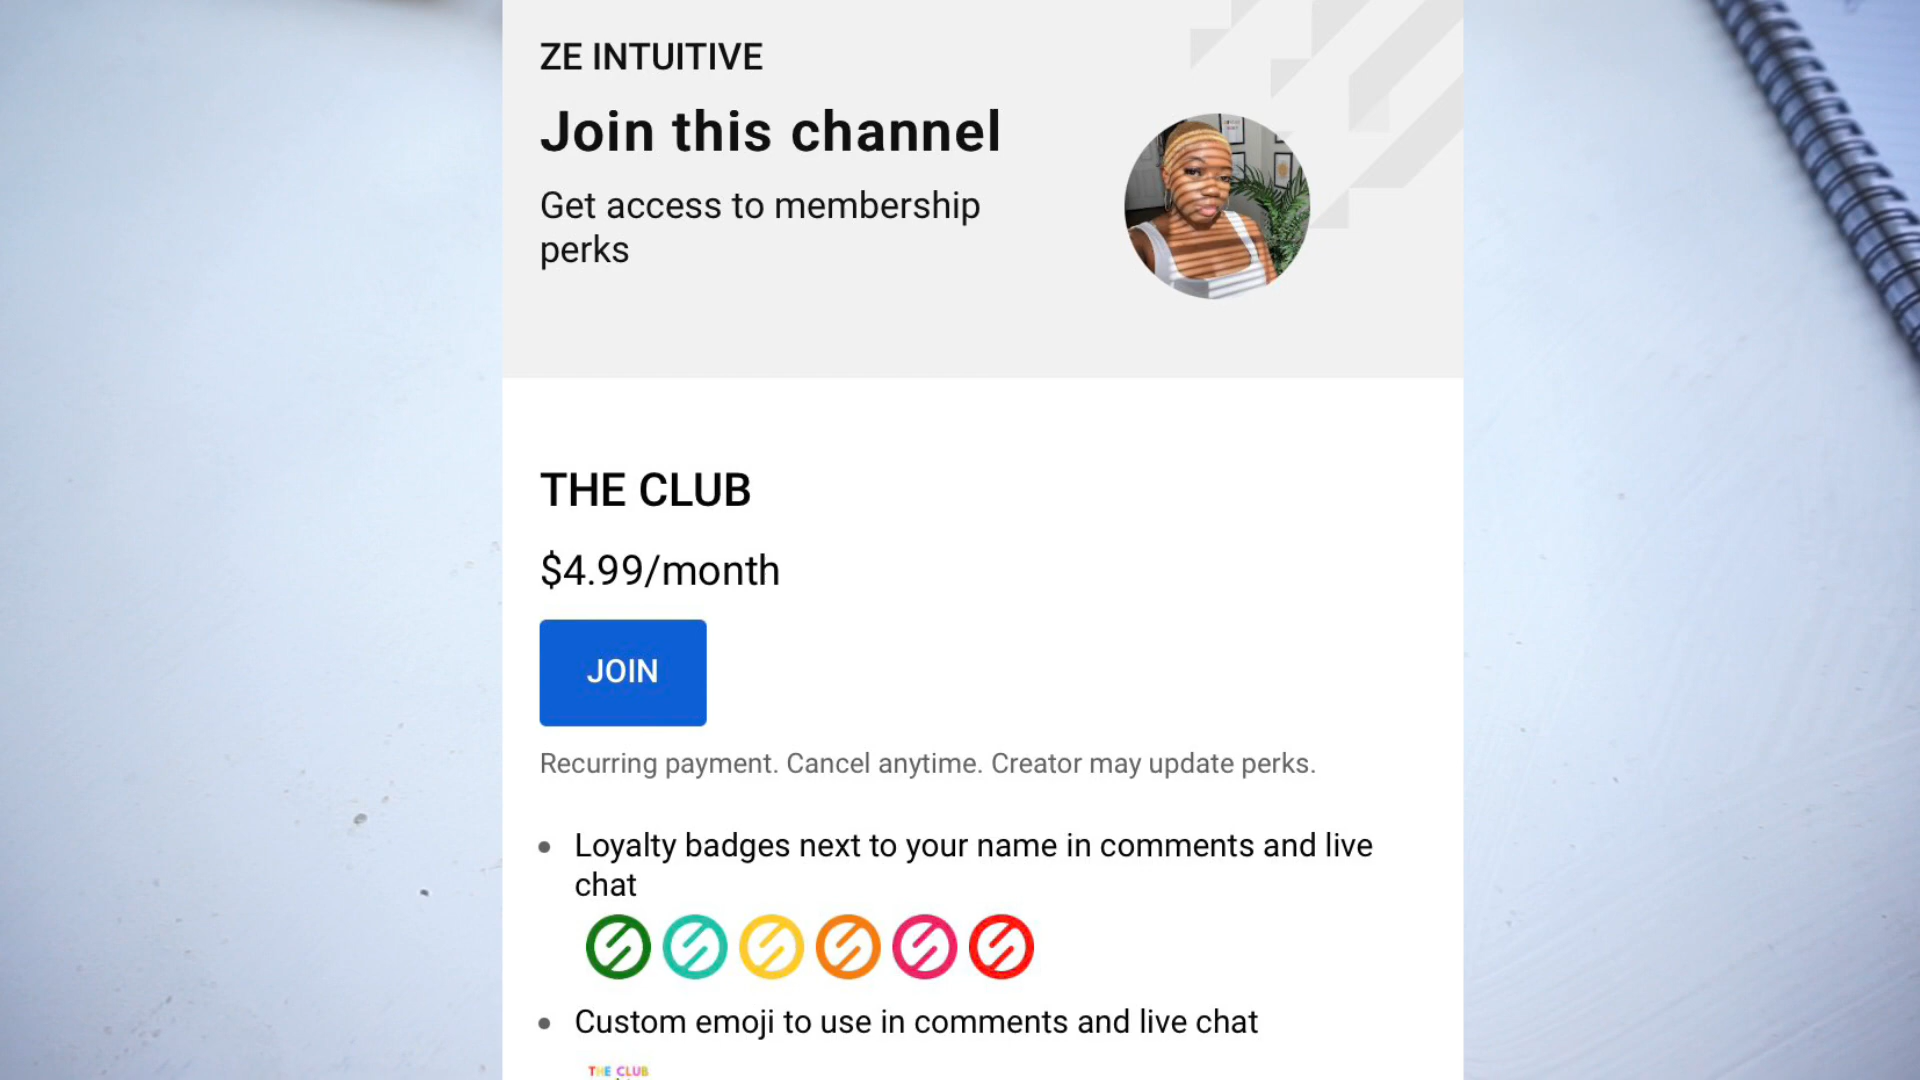 ZE INTUITIVE
Join this channel
Get access to membership
perks
THE CLUB
$4.99/month
JOIN
Recurring payment. Cancel anytime. Creator may update perks.
Loyalty badges next to your name in comments and live
chat
Custom emoji to use in comments and live chat
THE CLUB